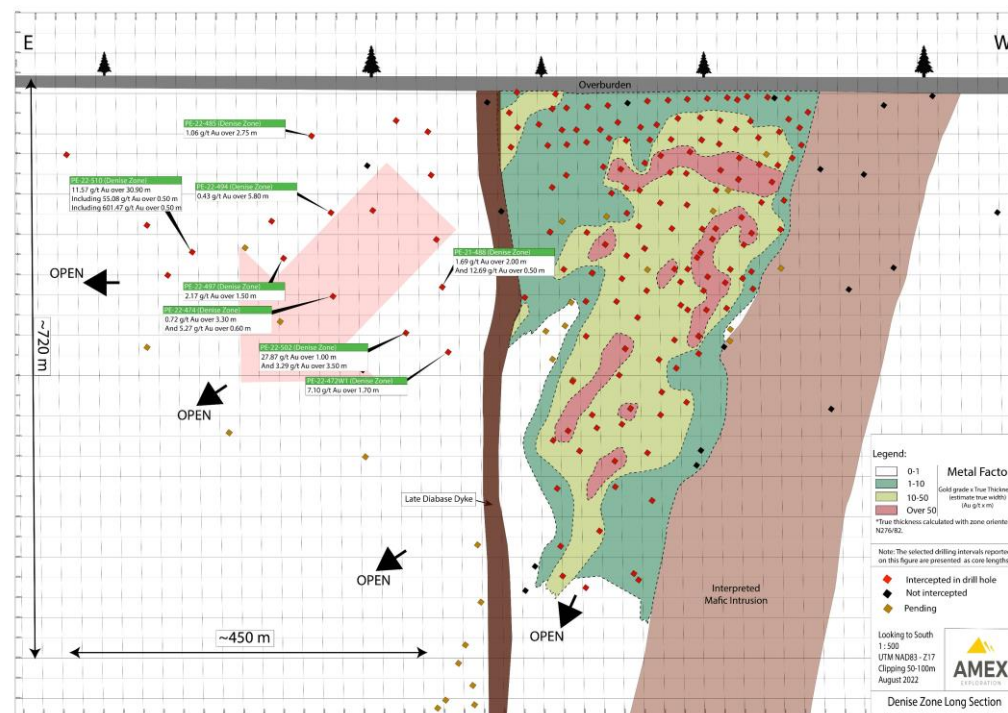 E
W
Overburden
PE-22-485 (Denise Zone)
1.06 g/t Au over 2.75 m
PE-22-510 (Denise Zone)
11.57 g/t Au over 30.90 m
Including 55.08 g/t Au over 0.50 m
Including 601.47 g/t Au over 0.50 m
PE-22-494 (Denise Zone)
0.43 g/t Au over 5.80 m
PE-21-488 (Denise Zone)
1.69 g/t Au over 2.00 m
And 12.69 g/t Au over 0.50 m
OPEN
PE-22-497 (Denise Zone)
2.17 g/t Au over 1.50 m
PE-22-474 (Denise Zone)
0.72 g/t Au over 3.30 m
And 5.27 g/t Au over 0.60 m
~720 m
PE-22-502 (Denise Zone)
27.87 g/t Au over 1.00 m
And 3.29 g/t Au over 3.50 m
PE-22-472W1 (Denise Zone)
7.10 g/t Au over 1.70 m
OPEN
Late Diabase Dyke
OPEN
Interpreted
Mafic Intrusion
OPEN
~450 m
Legend:
0-1
1-10
10-50
Over 50
Metal Facto
Gold grade x True Thickne
(estimate true width)
(Au g/t x m)
*True thickness calculated with zone oriente
N276/82.
Note: The selected drilling intervals reporte
on this figure are presented as core lengths
Intercepted in drill hole
Not intercepted
Pending
Looking to South
1 : 500
UTM NAD83 - Z17
Clipping 50-100m
August 2022
AMEX
EXPLORATION
Denise Zone Long Section